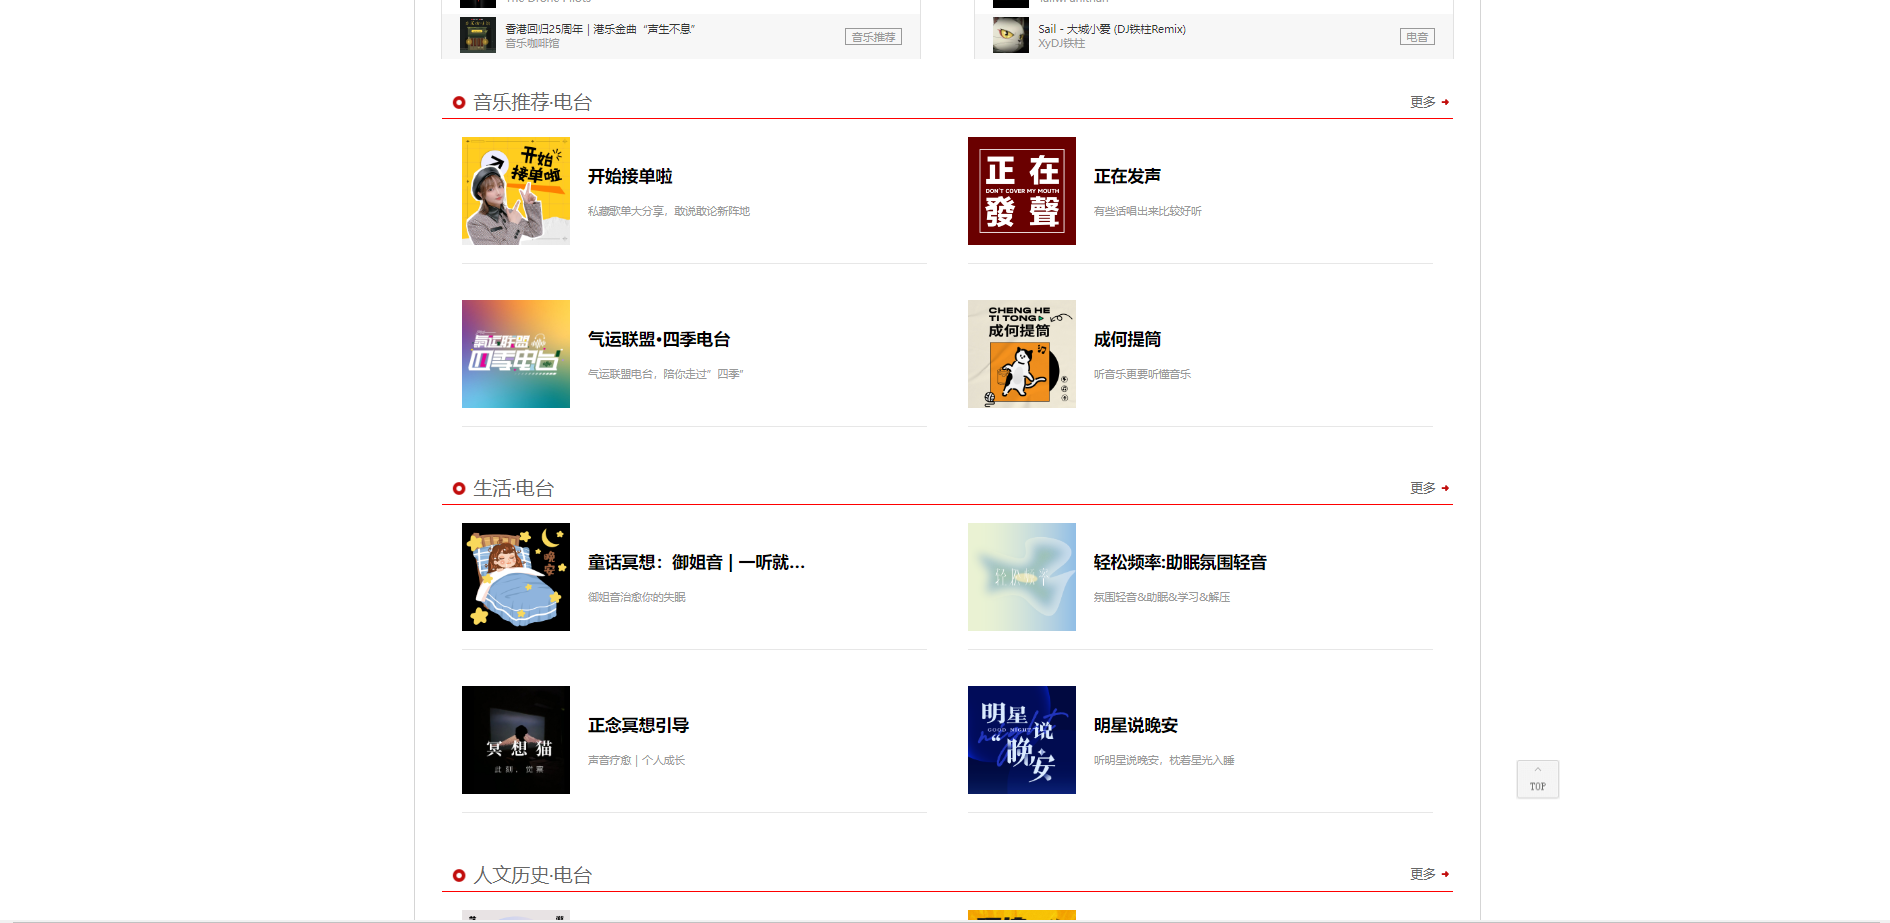 香港回归25周年 | 港乐金曲“声生不息”
音乐咖啡馆
音乐推荐
Sail - 大城小爱 (DJ铁柱Remix)
XyDJ铁柱
电音
音乐推荐·电台
更多
开始
接单啦
开始接单啦
私藏歌单大分享，敢说敢论新阵地
正在
DON'T COVER MY MOUTH
發聲
正在发声
有些话唱出来比较好听
气运联盟
四季电台
气运联盟•四季电台
气运联盟电台，陪你走过”四季”
CHENG HE
TI TONG
成何提筒
成何提筒
听音乐更要听懂音乐
生活·电台
更多
晚安
童话冥想：御姐音 | 一听就...
御姐音治愈你的失眠
轻松频率
轻松频率:助眠氛围轻音
氛围轻音&助眠&学习&解压
冥想猫
此刻，觉察
正念冥想引导
声音疗愈 | 个人成长
明星说
GOOD NIGHT
“晚安
明星说晚安
听明星说晚安，枕着星光入睡
TOP
人文历史·电台
更多